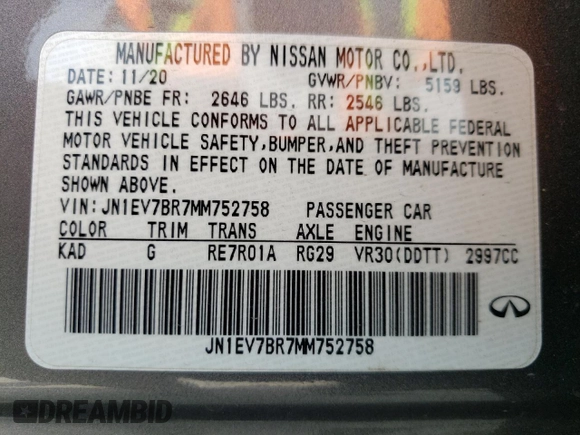 MANUFACTURED BY NISSAN MOTOR CO.,LTD.
DATE: 11/20 GVWR/PNBV: 5159 LBS.
GAWR/PNBE FR: 2646 LBS. RR: 2546 LBS.
THIS VEHICLE CONFORMS TO ALL APPLICABLE FEDERAL
MOTOR VEHICLE SAFETY,BUMPER,AND THEFT PREVENTION
STANDARDS IN EFFECT ON THE DATE OF MANUFACTURE
SHOWN ABOVE.
VIN:JN1EV7BR7MM752758 PASSENGER CAR
COLOR TRIM TRANS AXLE ENGINE
KAD G RE7R01A RG29 VR30(DDTT) 2997CC
JN1EV7BR7MM752758
DREAMBID